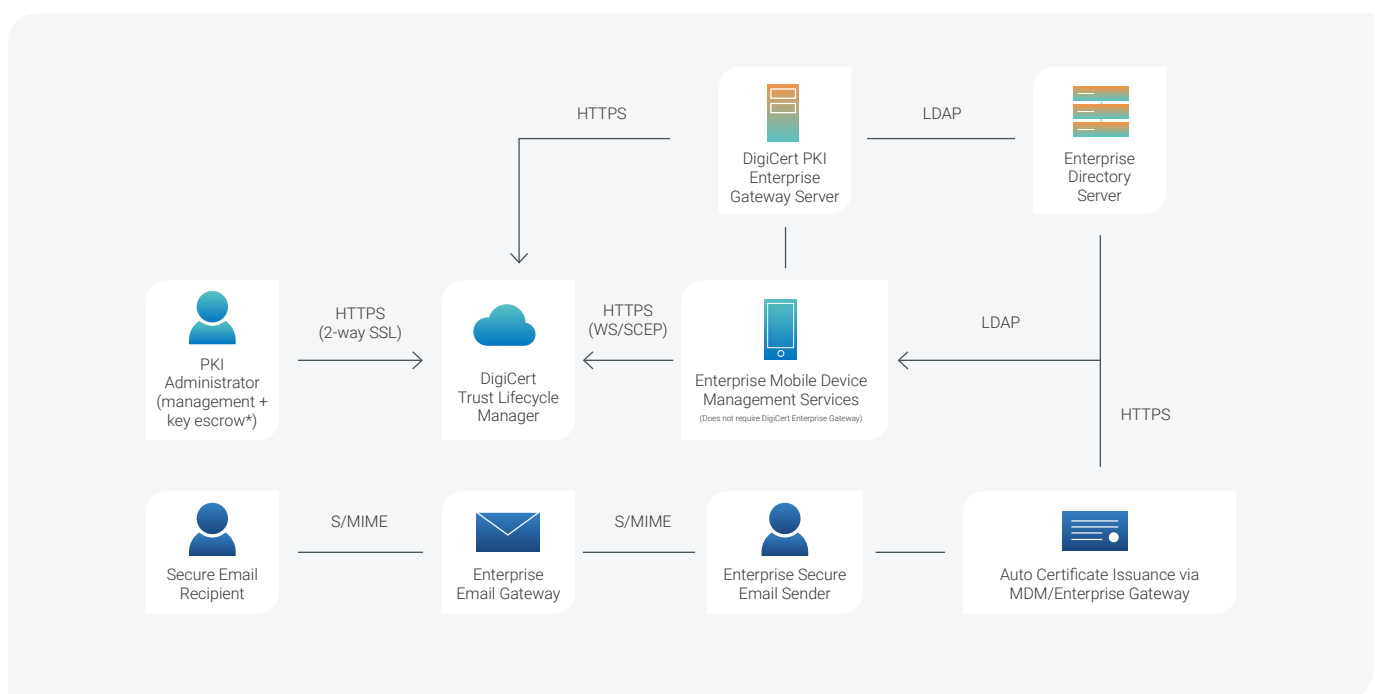 HTTPS
LDAP
DigiCert PKI
Enterprise
Gateway Server
Enterprise
Directory
Server
HTTPS
(2-way SSL)
HTTPS
(WS/SCEP)
LDAP
PKI
Administrator
(management +
key escrow*)
DigiCert
Trust Lifecycle
Manager
Enterprise Mobile Device
Management Services
(Does not require DigiCert Enterprise Gateway)
HTTPS
S/MIME
S/MIME
Secure Email
Recipient
Enterprise
Email Gateway
Enterprise Secure
Email Sender
Auto Certificate Issuance via
MDM/Enterprise Gateway